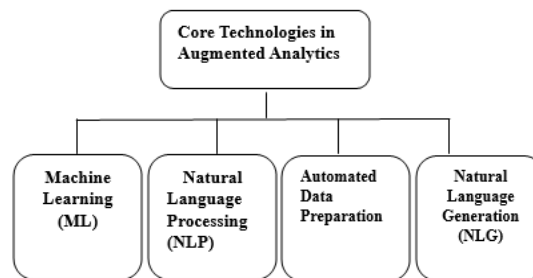 Core Technologies in
Augmented Analytics
Machine
Learning
(ML)
Natural
Language
Processing
(NLP)
Automated
Data
Preparation
Natural
Language
Generation
(NLG)